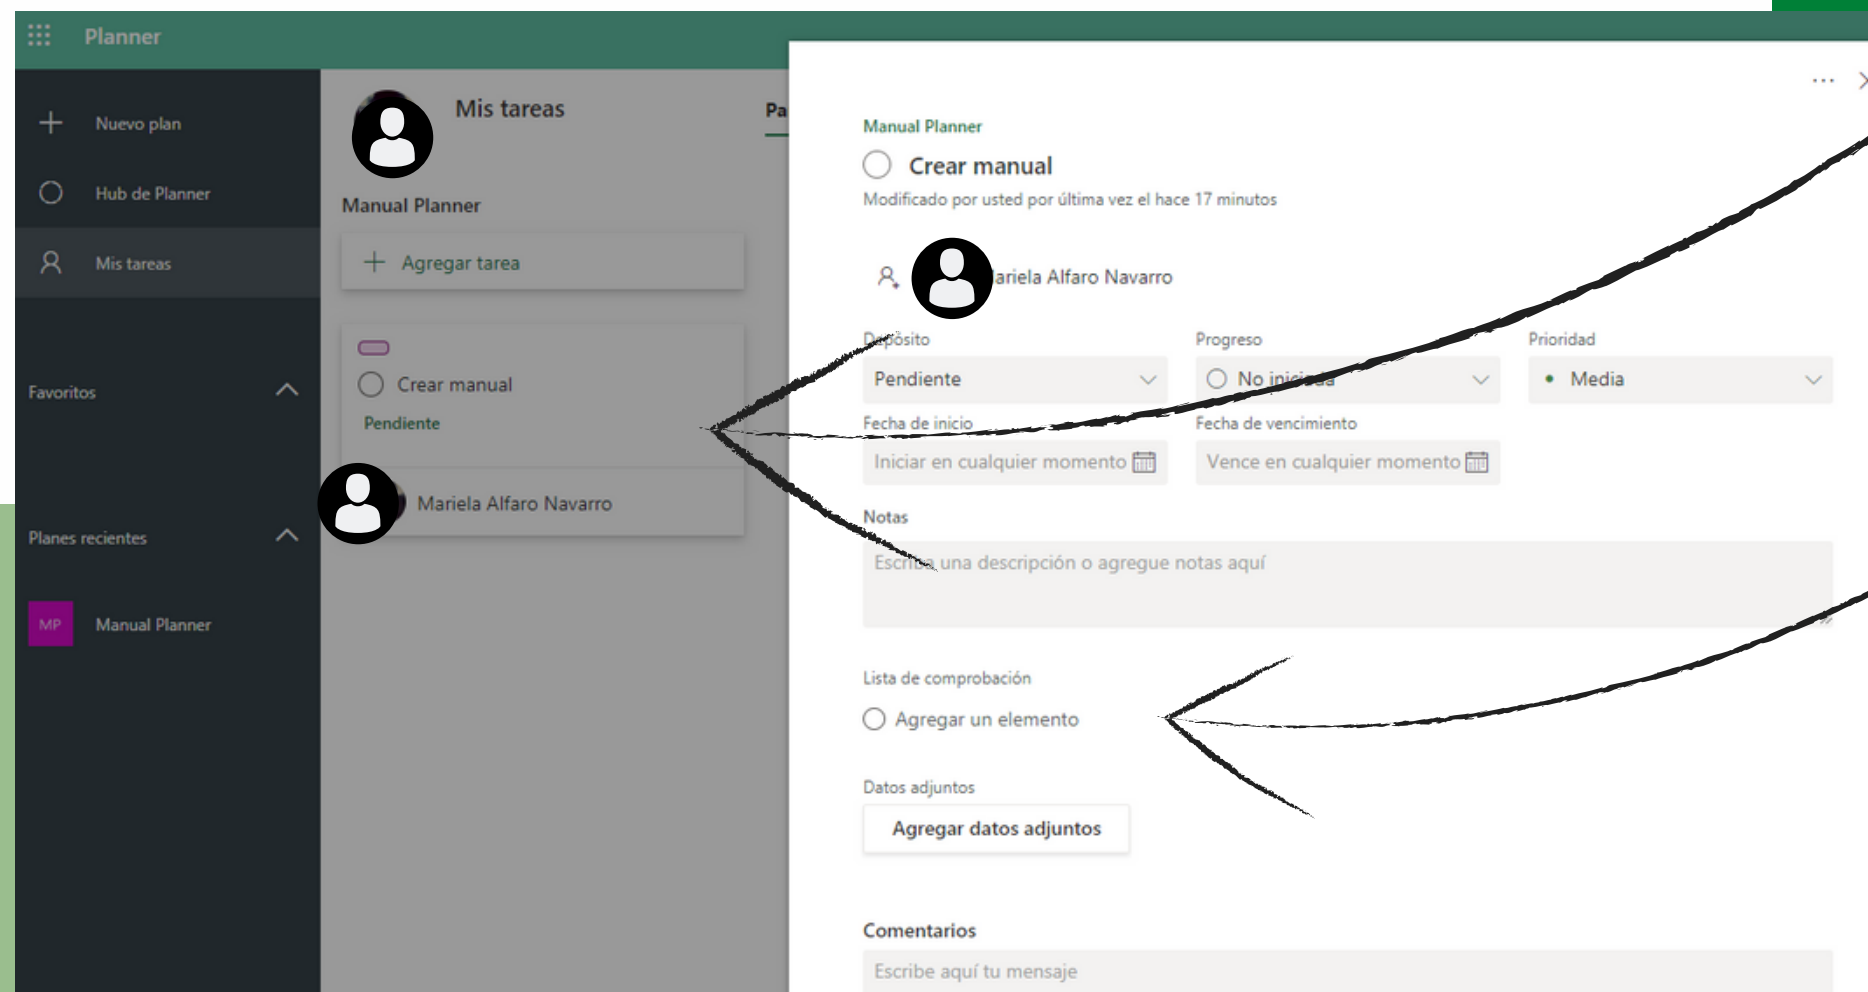 Planner
Nuevo plan
Hub de Planner
Mis tareas
Favoritos
Planes recientes
MP Manual Planner
Mis tareas
Pa
Manual Planner
Agregar tarea
Crear manual
Pendiente
Mariela Alfaro Navarro
Manual Planner
Crear manual
Modificado por usted por última vez el hace 17 minutos
ariela Alfaro Navarro
Depósito Progreso Prioridad
Pendiente No iniciada Media
Fecha de inicio Fecha de vencimiento
Iniciar en cualquier momento Vence en cualquier momento
Notas
Escriba una descripción o agregue notas aquí
Lista de comprobación
Agregar un elemento
Datos adjuntos
Agregar datos adjuntos
Comentarios
Escribe aquí tu mensaje